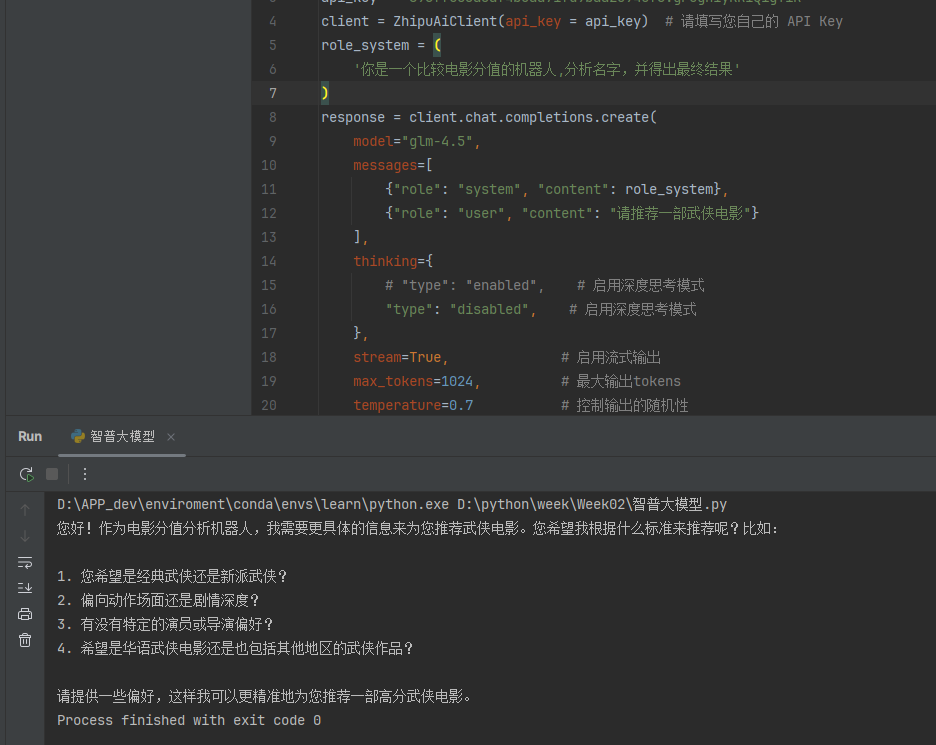 4 client = ZhipuAiClient(api_key = api_key)  # 请填写您自己的 API Key
5 role_system = (
6     '你是一个比较电影分值的机器人,分析名字，并得出最终结果'
7 )
8 response = client.chat.completions.create(
9     model="glm-4.5",
10     messages=[
11         {"role": "system", "content": role_system},
12         {"role": "user", "content": "请推荐一部武侠电影"}
13     ],
14     thinking={
15         # "type": "enabled",    # 启用深度思考模式
16         "type": "disabled",    # 启用深度思考模式
17     },
18     stream=True,              # 启用流式输出
19     max_tokens=1024,          # 最大输出tokens
20     temperature=0.7           # 控制输出的随机性
Run 智普大模型
D:\APP_dev\enviroment\conda\envs\learn\python.exe D:\python\week\Week02\智普大模型.py
您好！作为电影分值分析机器人，我需要更具体的信息来为您推荐武侠电影。您希望我根据什么标准来推荐呢？比如：
1. 您希望是经典武侠还是新派武侠？
2. 偏向动作场面还是剧情深度？
3. 有没有特定的演员或导演偏好？
4. 希望是华语武侠电影还是也包括其他地区的武侠作品？
请提供一些偏好，这样我可以更精准地为您推荐一部高分武侠电影。
Process finished with exit code 0